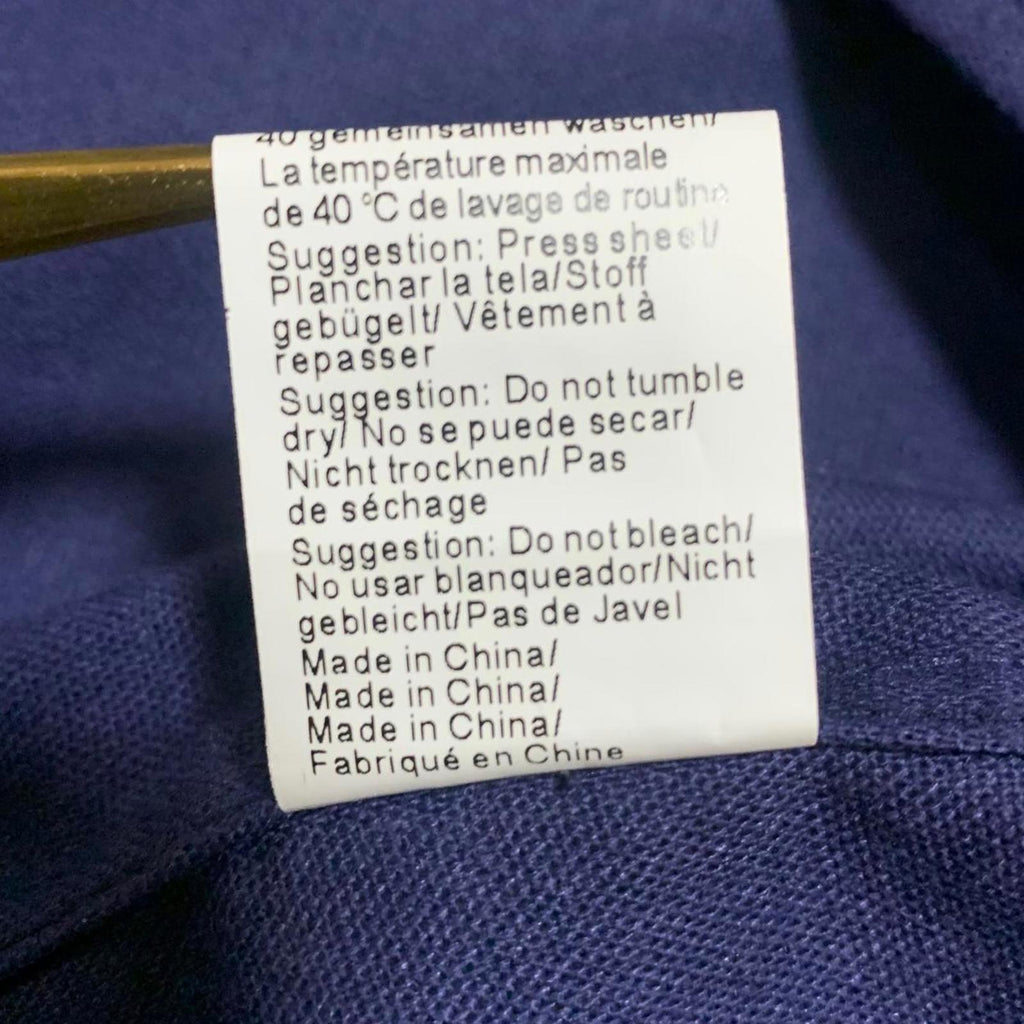 40 gemeinsamen waschen/
La température maximale
de 40 °C de lavage de routine
Suggestion: Press sheet/
Planchar la tela/Stoff
gebügelt/ Vêtement à
repasser
Suggestion: Do not tumble
dry/ No se puede secar/
Nicht trocknen/ Pas
de séchage
Suggestion: Do not bleach/
No usar blanqueador/Nicht
gebleicht/Pas de Javel
Made in China/
Made in China/
Made in China/
Fabriqué en Chine